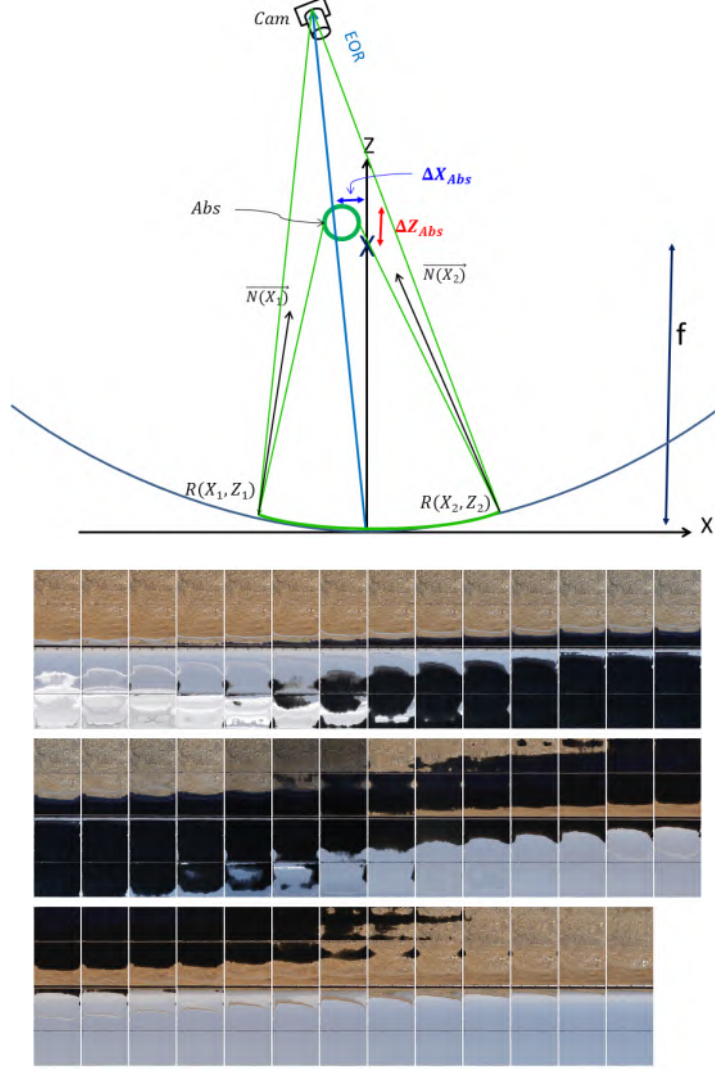 Cam
EOR
Z
ΔX_Abs
Abs
ΔZ_Abs
X
N(X₁)
N(X₂)
f
R(X₁, Z₁)
R(X₂, Z₂)
X